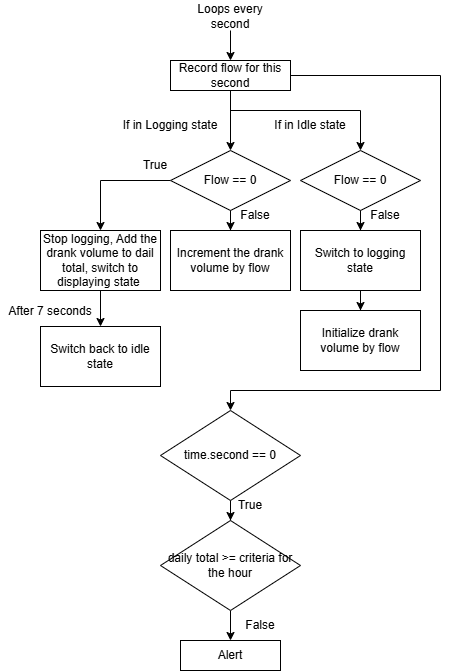 Loops every
second
Record flow for this
second
If in Logging state
If in Idle state
True
Flow == 0
Flow == 0
False
False
Stop logging, Add the
drank volume to dail
total, switch to
displaying state
Increment the drank
volume by flow
Switch to logging
state
After 7 seconds
Switch back to idle
state
Initialize drank
volume by flow
time.second == 0
True
daily total >= criteria for
the hour
False
Alert